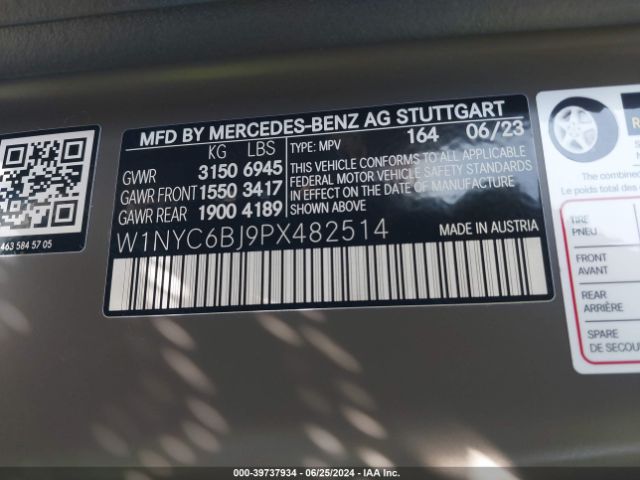 MFD BY MERCEDES-BENZ AG STUTTGART
KG LBS TYPE: MPV 164 06/23
GVWR 3150 6945
GAWR FRONT 1550 3417
GAWR REAR 1900 4189
THIS VEHICLE CONFORMS TO ALL APPLICABLE
FEDERAL MOTOR VEHICLE SAFETY STANDARDS
IN EFFECT ON THE DATE OF MANUFACTURE
SHOWN ABOVE.
W1NYC6BJ9PX482514 MADE IN AUSTRIA
463 584 57 05
The combined
Le poids total des
TIRE
PNEU
FRONT
AVANT
REAR
ARRIÈRE
SPARE
DE SECOU
000-39737934 - 06/25/2024 - IAA Inc.